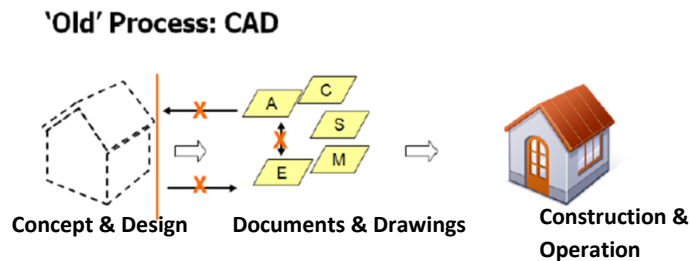 'Old' Process: CAD
A
C
S
E
M
X
X
X
Concept & Design
Documents & Drawings
Construction &
Operation